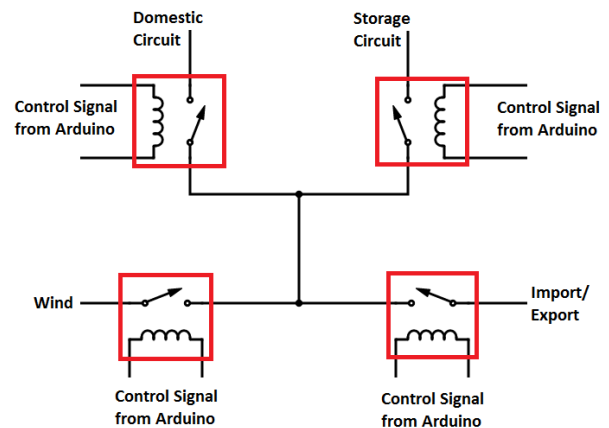 Domestic
Circuit
Storage
Circuit
Control Signal
from Arduino
Control Signal
from Arduino
Wind
Import/
Export
Control Signal
from Arduino
Control Signal
from Arduino